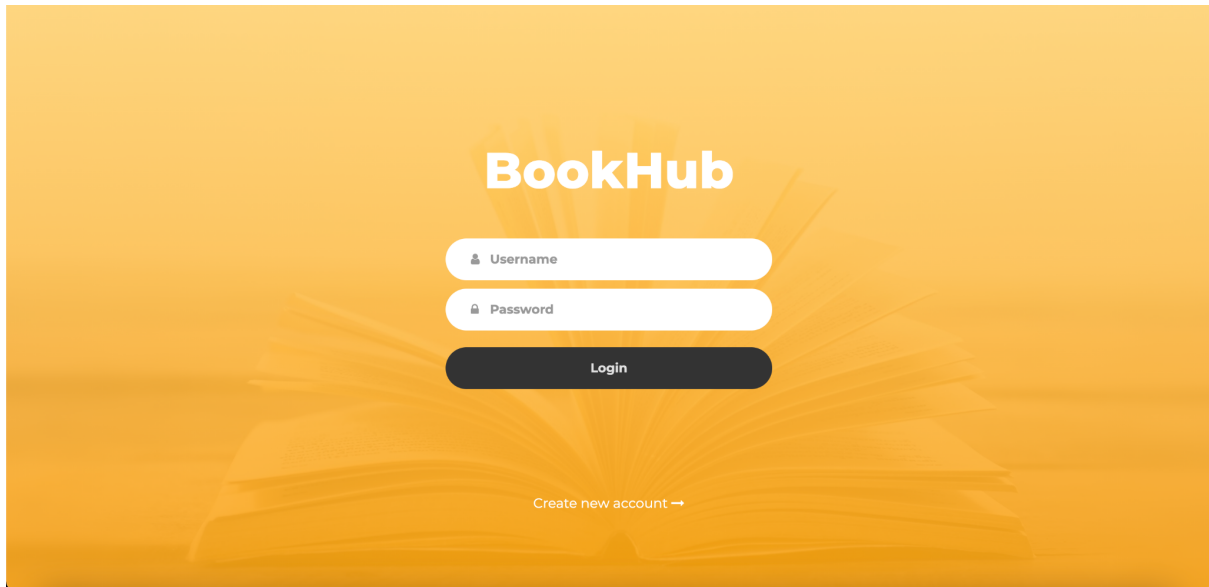 BookHub
Username
Password
Login
Create new account →